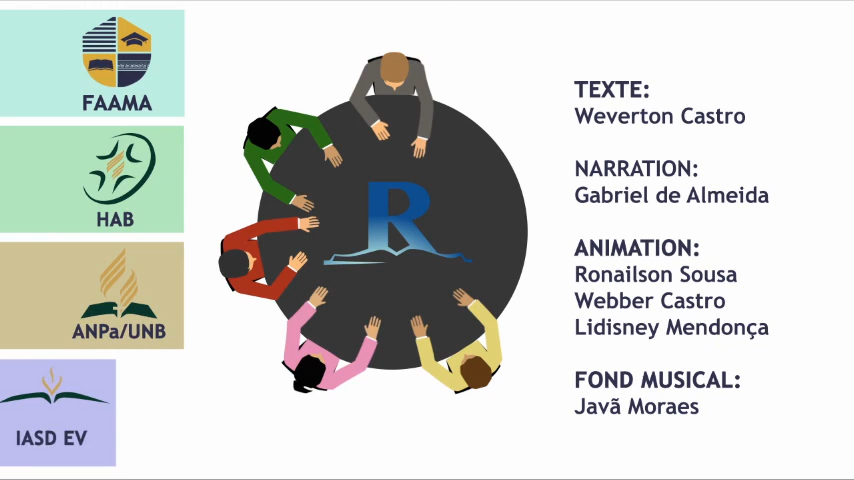 FAAMA
HAB
ANPa/UNB
IASD EV
R
TEXTE:
Weverton Castro
NARRATION:
Gabriel de Almeida
ANIMATION:
Ronailson Sousa
Webber Castro
Lidisney Mendonça
FOND MUSICAL:
Javã Moraes